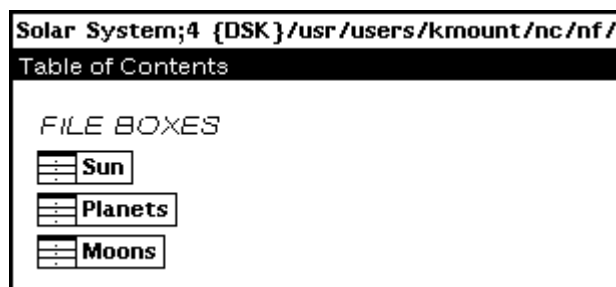 Solar System;4 {DSK}/usr/users/kmount/nc/nf/
Table of Contents
FILE BOXES
Sun
Planets
Moons